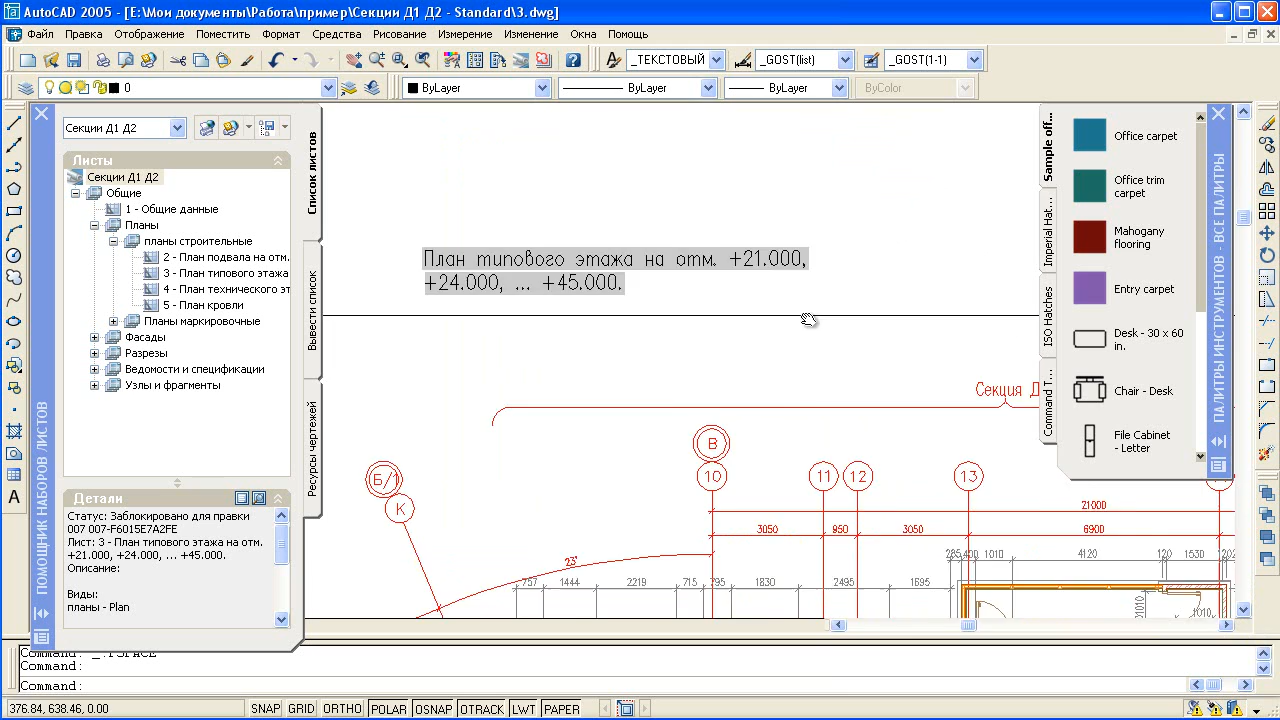 AutoCAD 2005 - [E:\Мои документы\Работа\пример\Секции Д1 Д2 - Standard\3.dwg]
Файл Правка Отображение Поместить Формат Средства Рисование Измерение Изменение Окна Помощь
_ТЕКСТОВЫЙ _GOST(list) _GOST(1-1)
0 ByLayer ByLayer ByLayer ByColor
Секции Д1 Д2
Листы
Секции Д1 Д2
Общие
1 - Общие данные
Планы
планы строительные
2 - План подвала на отм.
3 - План типового этажа
4 - План технического эт
5 - План кровли
Планы маркировочные
Фасады
Разрезы
Ведомости и спецификации
Узлы и фрагменты
Детали
Статус: Заблокировано для правки
007 007-F6015E7A2FE
Лист: 3 - План типового этажа на отм.
+21.000, +24.000, ... +45.000.
Описание:
Виды:
планы - Plan
ПОМОЩНИК НАБОРОВ ЛИСТОВ
Список листов
Вывести список
Ресурсы чертежей
План типового этажа на отм. +21.000,
+24.000, ... +45.000.
Секция Д
В
Б/
К
10 11 12 13
21000
3050 950 3050 6900
23°
285 400 1010 4120 120 530 202
757 1444 2219 715 795 1830 2495 1895
1010
1010
Sample off...
Imperial Hac...
ISO Hatches
Command T...
Office carpet
Office trim
carpet
Mahogany
flooring
Entry carpet
Desk - 30 x 60
in.
Chair - Desk
File Cabinet
- Letter
ПАЛИТРЫ ИНСТРУМЕНТОВ - ВСЕ ПАЛИТРЫ
Command: _.PSPACE
Command:
Command:
376.84, 638.46, 0.00 SNAP GRID ORTHO POLAR OSNAP OTRACK LWT PAPER